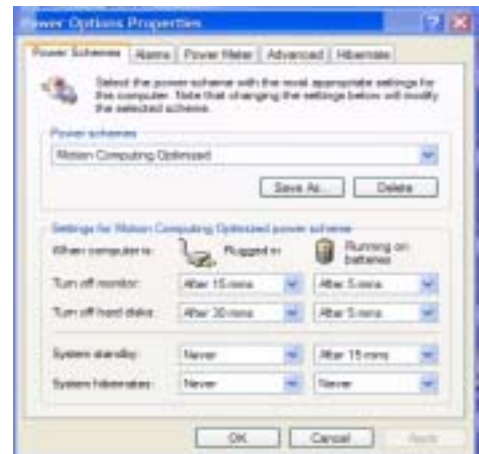 Power Options Properties
Power Schemes Alarms Power Meter Advanced Hibernate
Select the power scheme with the most appropriate settings for
this computer. Note that changing the settings below will modify
the selected scheme.
Power schemes
Motion Computing Optimized
Save As... Delete
Settings for Motion Computing Optimized power scheme
When computer is: Plugged in Running on
batteries
Turn off monitor: After 15 mins After 5 mins
Turn off hard disks: After 30 mins After 5 mins
System standby: Never After 15 mins
System hibernates: Never Never
OK Cancel Apply